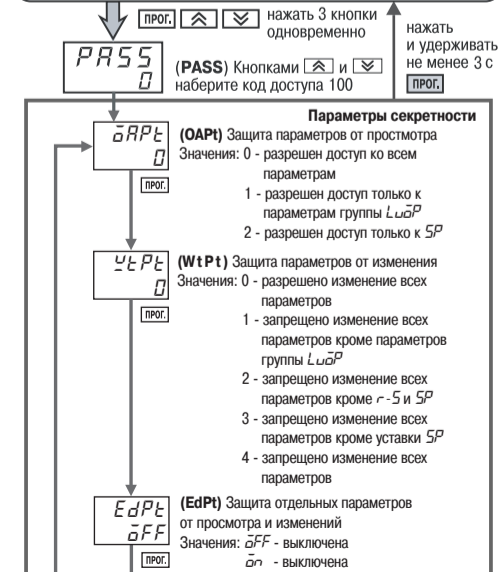 ПРОГ. нажать 3 кнопки
одновременно
нажать
и удерживать
не менее 3 с
ПРОГ.
PASS
0
(PASS) Кнопками и
наберите код доступа 100
Параметры секретности
oAPt
0
(OAPt) Защита параметров от простмотра
Значения: 0 - разрешен доступ ко всем
параметрам
1 - разрешен доступ только к
параметрам группы LuoP
2 - разрешен доступ только к SP
ПРОГ.
WtPt
0
(WtPt) Защита параметров от изменения
Значения: 0 - разрешено изменение всех
параметров
1 - запрещено изменение всех
параметров кроме параметров
группы LuoP
2 - запрещено изменение всех
параметров кроме r-S и SP
3 - запрещено изменение всех
параметров кроме уставки SP
4 - запрещено изменение всех
параметров
ПРОГ.
EdPt
oFF
(EdPt) Защита отдельных параметров
от просмотра и изменений
Значения: oFF - выключена
on - включена
ПРОГ.